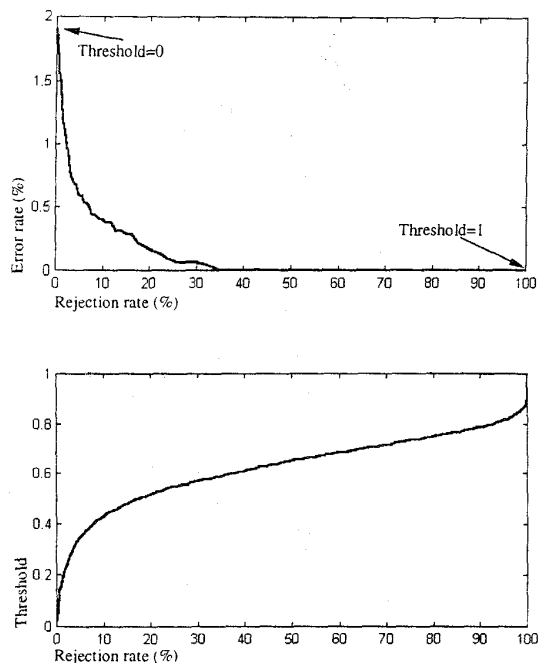 2
Threshold=0
1.5
1
Error rate (%)
0.5
Threshold=1
0
0 10 20 30 40 50 60 70 80 90 100
Rejection rate (%)
1
0.8
0.6
0.4
0.2
Threshold
0
0 10 20 30 40 50 60 70 80 90 100
Rejection rate (%)